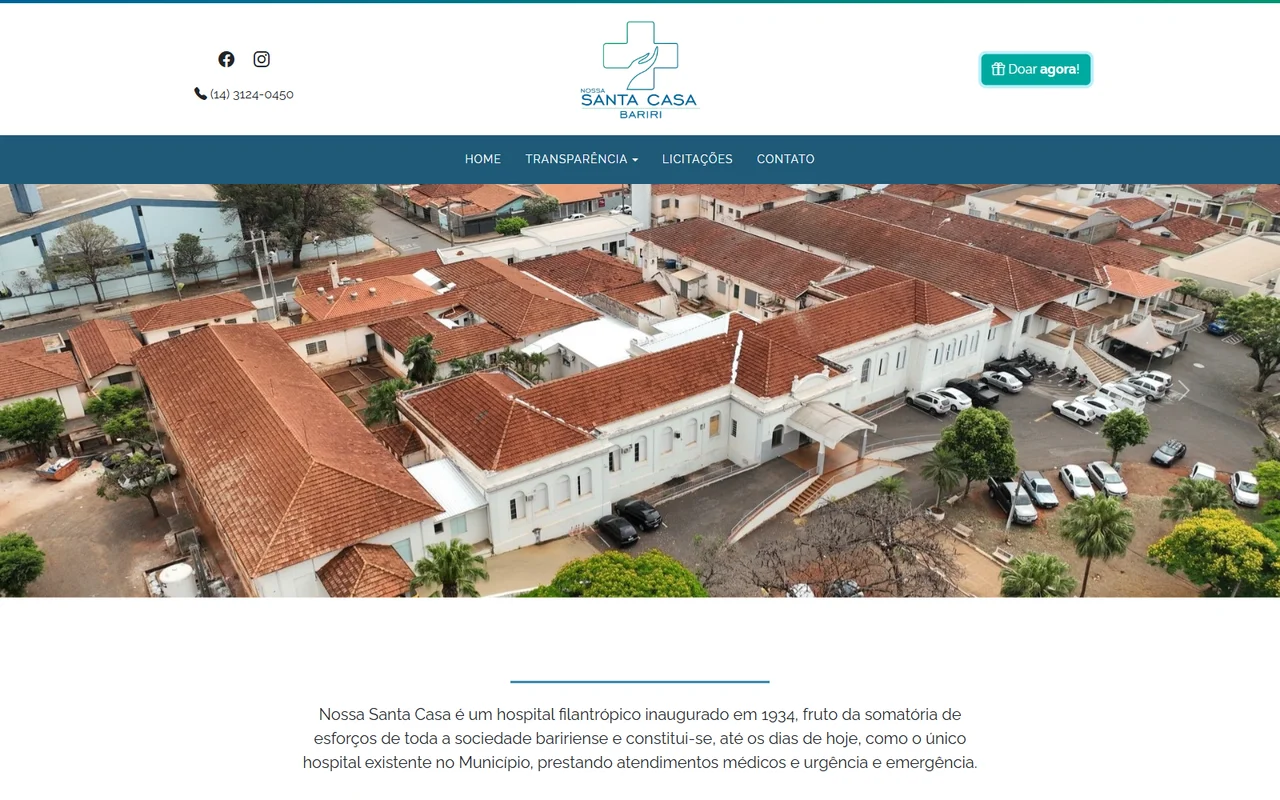 (14) 3124-0450
NOSSA
SANTA CASA
BARIRI
Doar agora!
HOME TRANSPARÊNCIA LICITAÇÕES CONTATO
Nossa Santa Casa é um hospital filantrópico inaugurado em 1934, fruto da somatória de
esforços de toda a sociedade baririense e constitui-se, até os dias de hoje, como o único
hospital existente no Município, prestando atendimentos médicos e urgência e emergência.